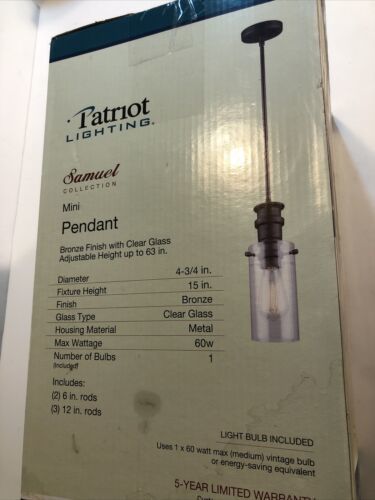 Patriot
LIGHTING®
Samuel
COLLECTION
Mini
Pendant
Bronze Finish with Clear Glass
Adjustable Height up to 63 in.
Diameter 4-3/4 in.
Fixture Height 15 in.
Finish Bronze
Glass Type Clear Glass
Housing Material Metal
Max Wattage 60w
Number of Bulbs 1
(Included)
Includes:
(2) 6 in. rods
(3) 12 in. rods
LIGHT BULB INCLUDED
Uses 1 x 60 watt max (medium) vintage bulb
or energy-saving equivalent
5-YEAR LIMITED WARRANTY